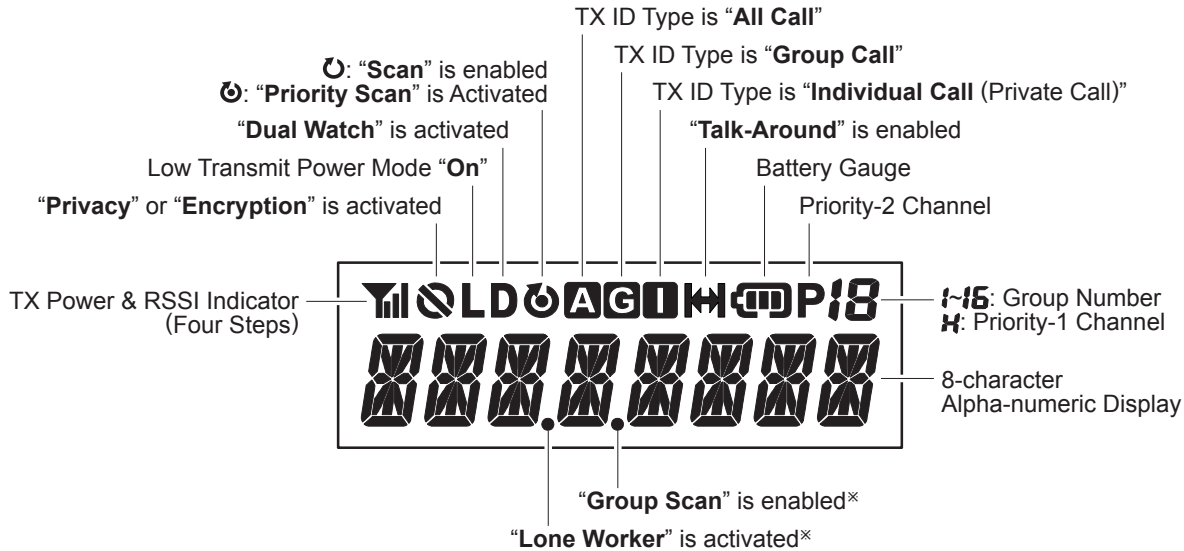 TX ID Type is “All Call”
TX ID Type is “Group Call”
↻: “Scan” is enabled
TX ID Type is “Individual Call (Private Call)”
: “Priority Scan” is Activated
“Dual Watch” is activated
“Talk-Around” is enabled
Low Transmit Power Mode “On”
Battery Gauge
“Privacy” or “Encryption” is activated
Priority-2 Channel
TX Power & RSSI Indicator
(Four Steps)
L D A G I P 18
1~16: Group Number
: Priority-1 Channel
8-character
Alpha-numeric Display
“Group Scan” is enabled※
“Lone Worker” is activated※